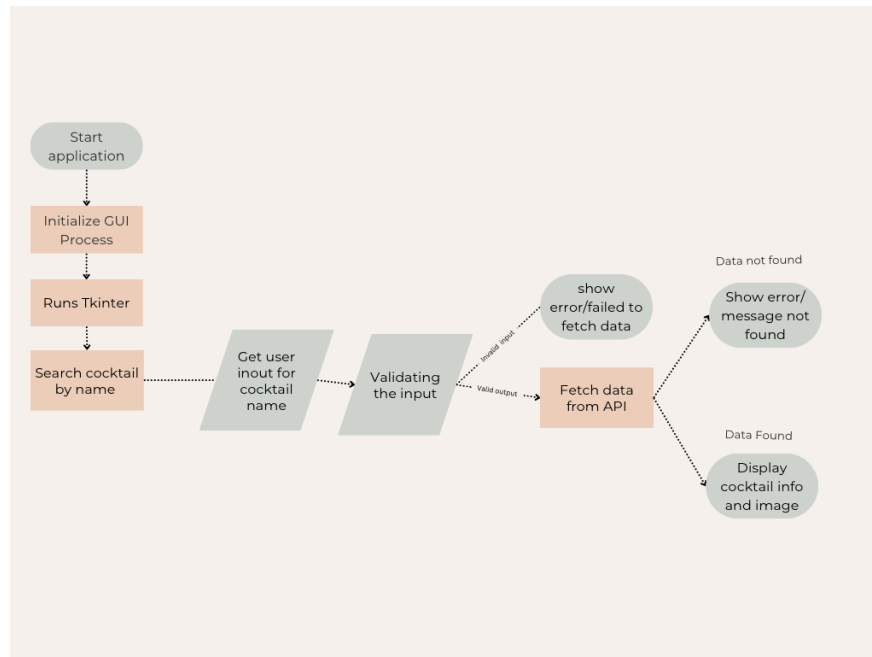 Start
application
Initialize GUI
Process
Runs Tkinter
Search cocktail
by name
Get user
inout for
cocktail
name
Validating
the input
Invalid input
show
error/failed to
fetch data
Valid output
Fetch data
from API
Data not found
Show error/
message not
found
Data Found
Display
cocktail info
and image